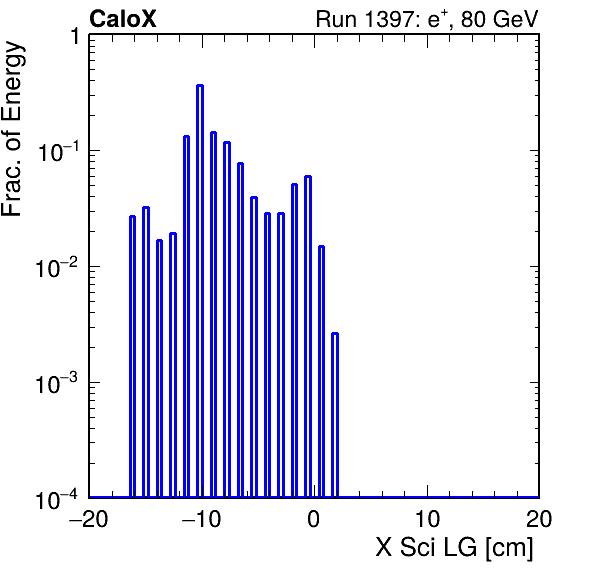 CaloX Run 1397: e⁺, 80 GeV
Frac. of Energy
1
10⁻¹
10⁻²
10⁻³
10⁻⁴
−20 −10 0 10 20
X Sci LG [cm]